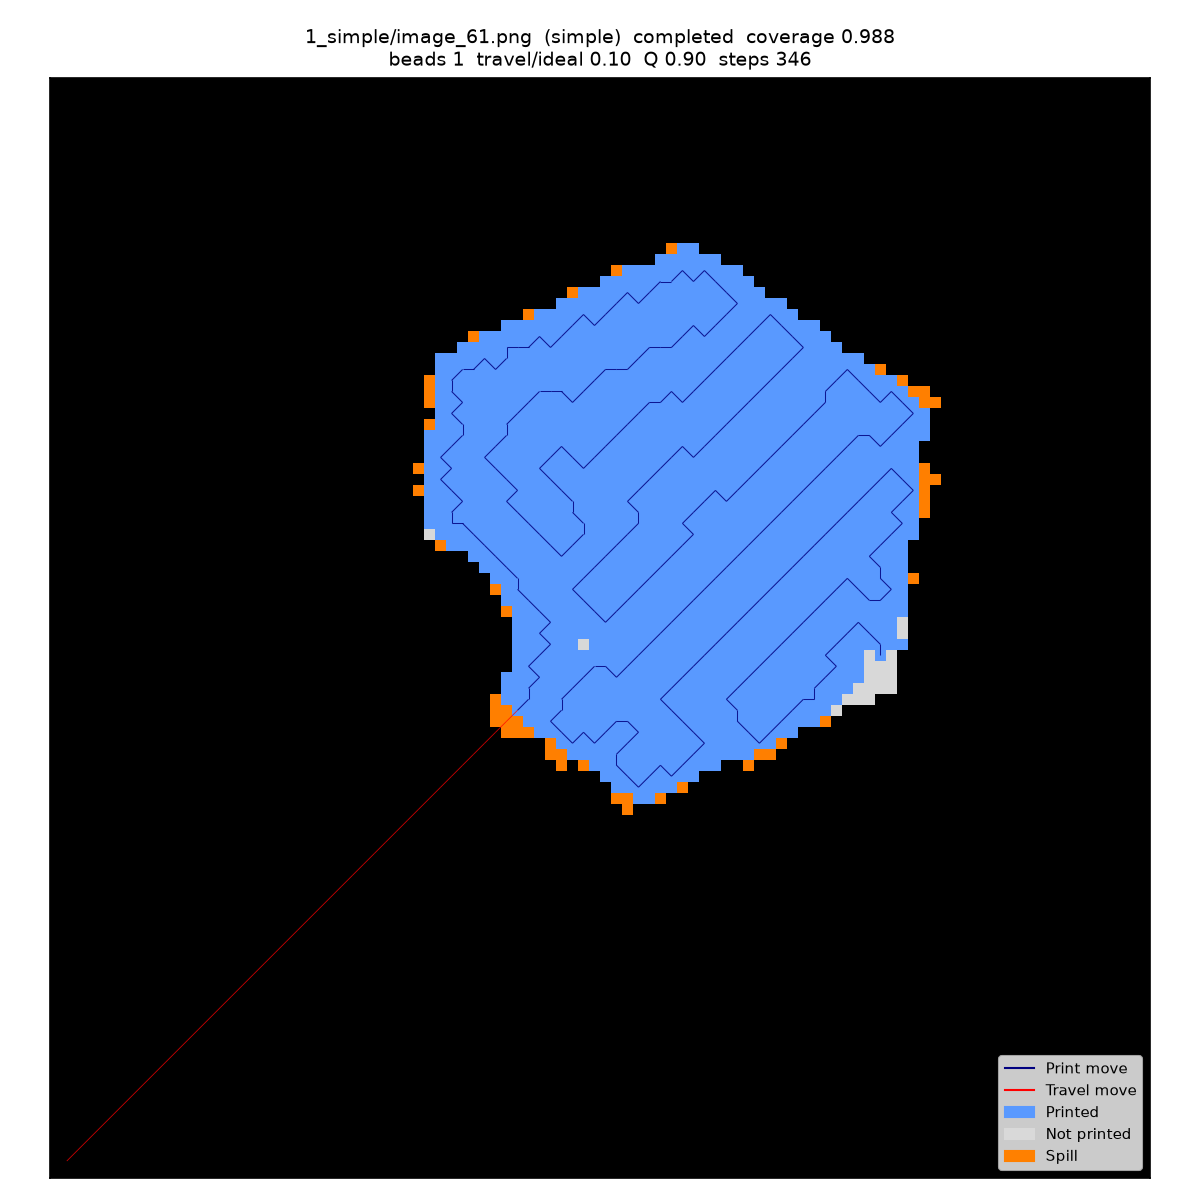 1_simple/image_61.png  (simple)  completed  coverage 0.988
beads 1  travel/ideal 0.10  Q 0.90  steps 346
Print move
Travel move
Printed
Not printed
Spill